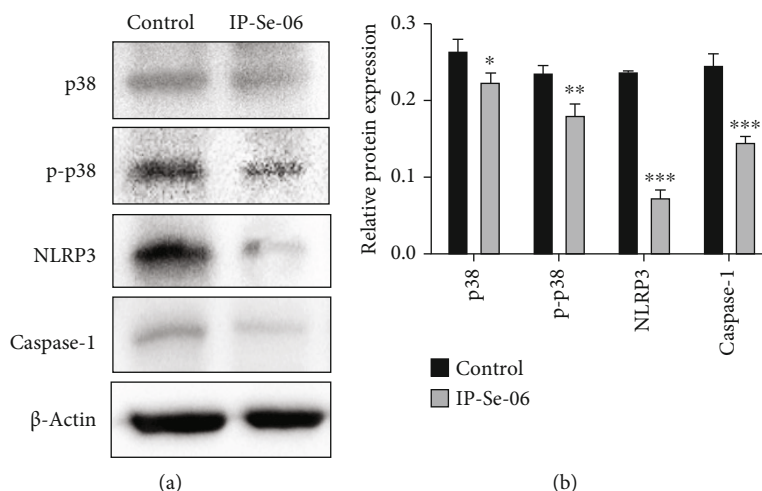 Control IP-Se-06
p38
p-p38
NLRP3
Caspase-1
β-Actin
(a)
Relative protein expression
0.3
0.2
0.1
0.0
*
**
***
***
p38
p-p38
NLRP3
Caspase-1
Control
IP-Se-06
(b)